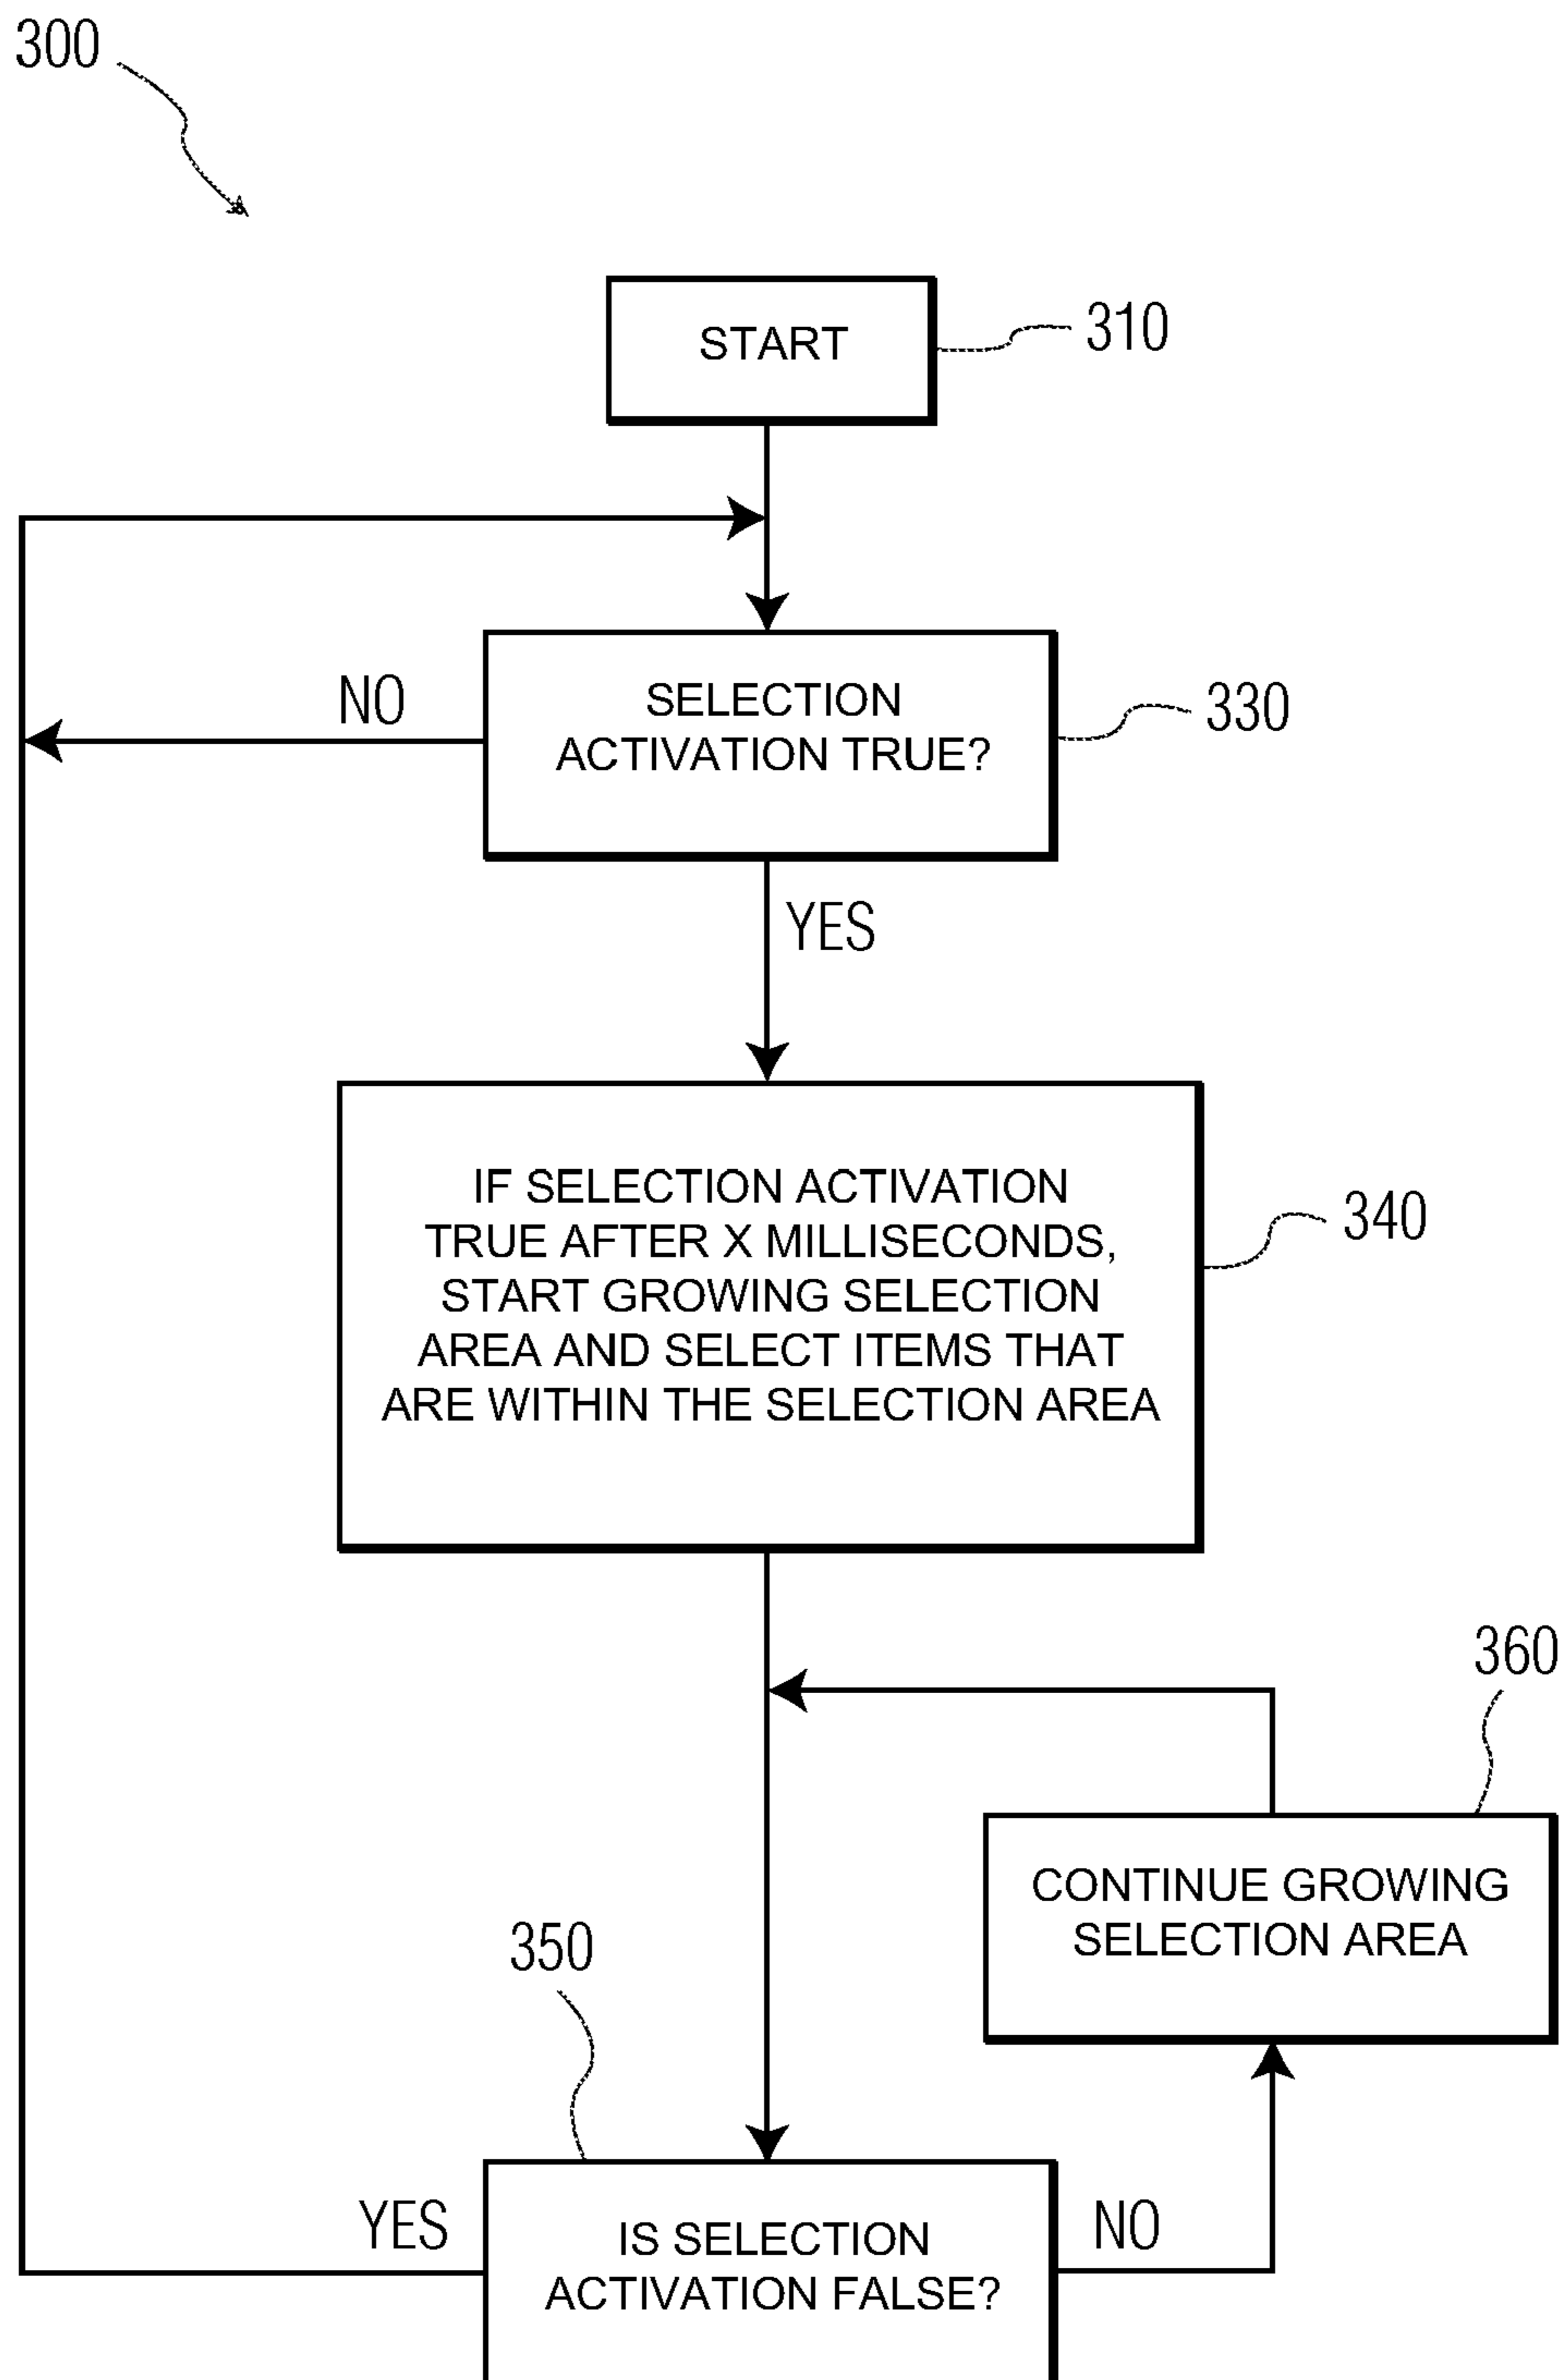 300
START
310
NO
SELECTION
ACTIVATION TRUE?
330
YES
IF SELECTION ACTIVATION
TRUE AFTER X MILLISECONDS,
START GROWING SELECTION
AREA AND SELECT ITEMS THAT
ARE WITHIN THE SELECTION AREA
340
360
CONTINUE GROWING
SELECTION AREA
350
YES
IS SELECTION
ACTIVATION FALSE?
NO